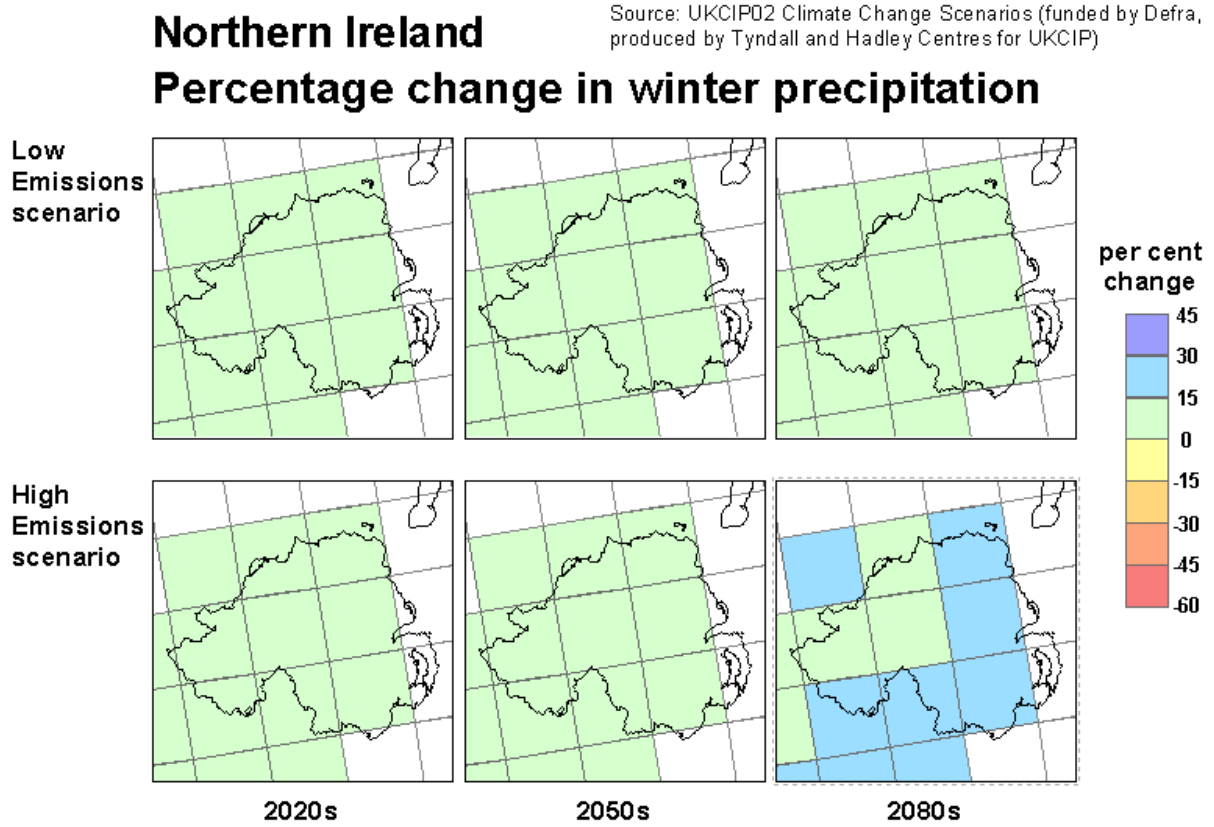 Northern Ireland
Source: UKCIP02 Climate Change Scenarios (funded by Defra,
produced by Tyndall and Hadley Centres for UKCIP)
Percentage change in winter precipitation
Low
Emissions
scenario
High
Emissions
scenario
per cent
change
45
30
15
0
-15
-30
-45
-60
2020s
2050s
2080s